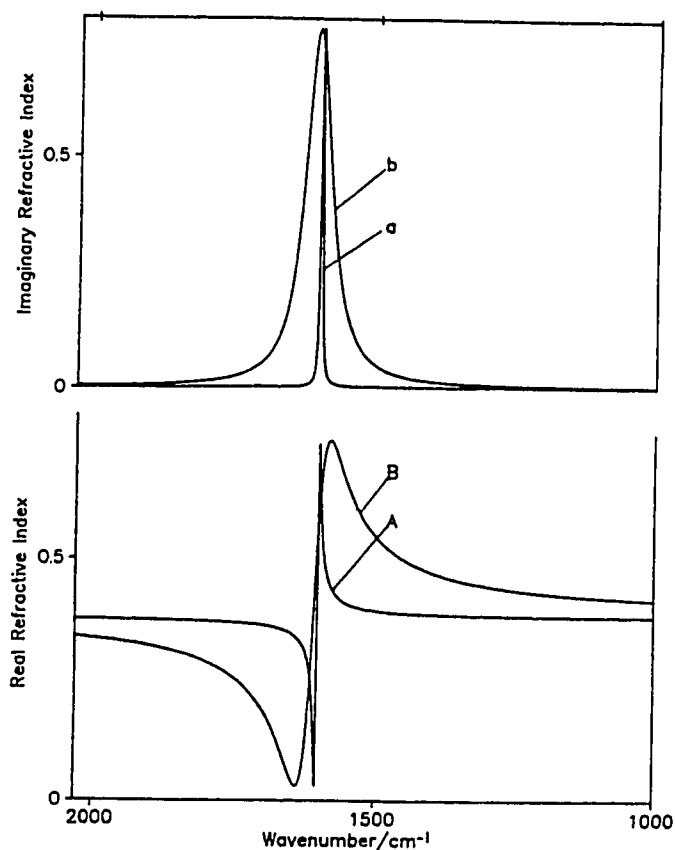 Imaginary Refractive Index
0.5
0
b
a
Real Refractive Index
0.5
0
B
A
2000
1500
1000
Wavenumber/cm⁻¹